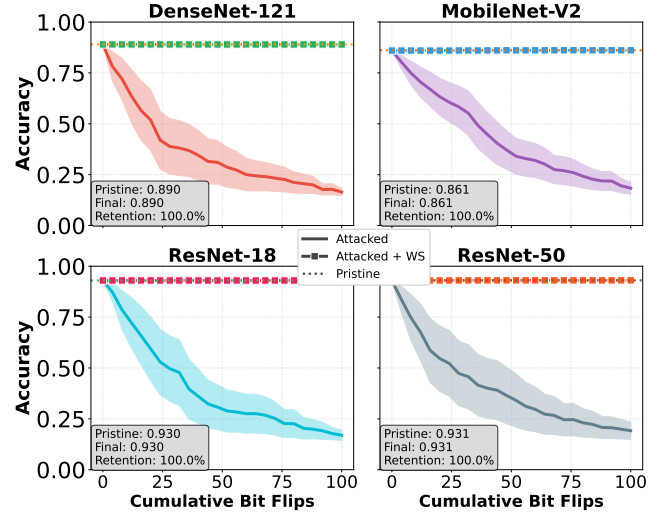 DenseNet-121
MobileNet-V2
1.00
0.75
0.50
0.25
0.00
Accuracy
Pristine: 0.890
Final: 0.890
Retention: 100.0%
Pristine: 0.861
Final: 0.861
Retention: 100.0%
Attacked
Attacked + WS
Pristine
ResNet-18
ResNet-50
1.00
0.75
0.50
0.25
0.00
Accuracy
Pristine: 0.930
Final: 0.930
Retention: 100.0%
Pristine: 0.931
Final: 0.931
Retention: 100.0%
0 25 50 75 100
0 25 50 75 100
Cumulative Bit Flips
Cumulative Bit Flips